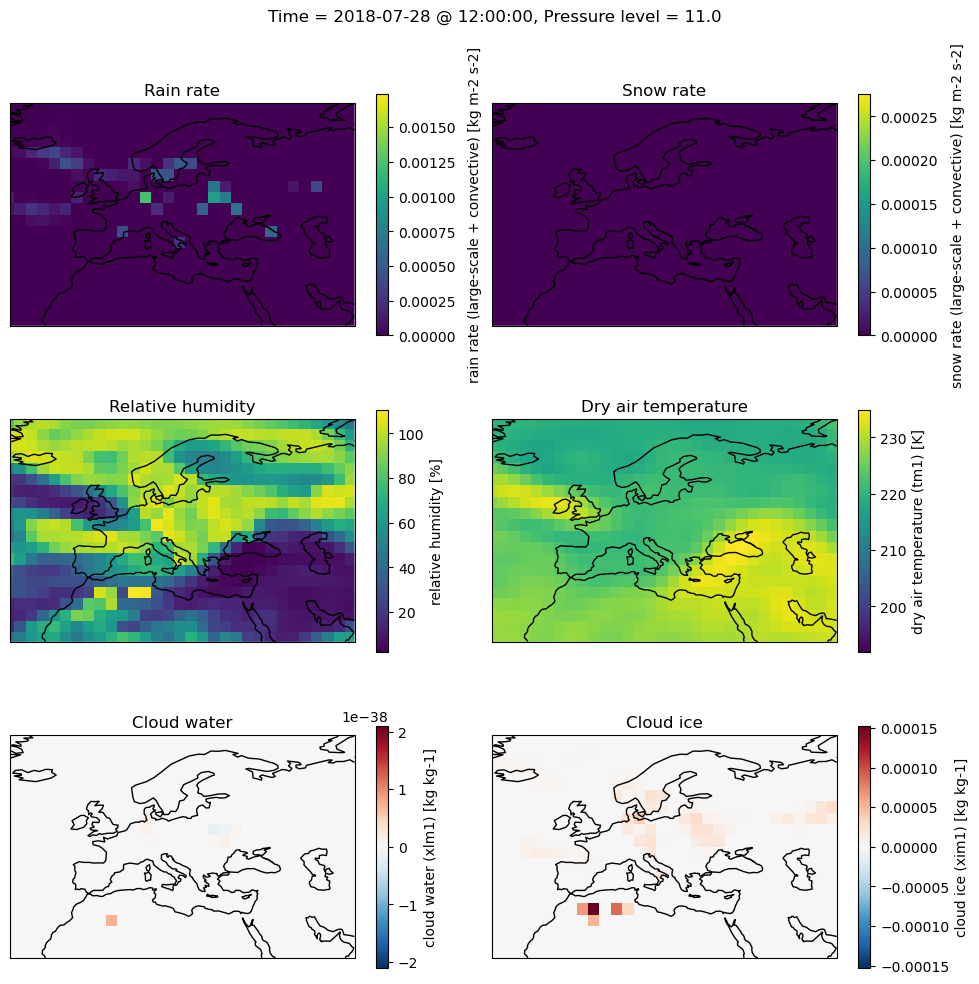 Time = 2018-07-28 @ 12:00:00, Pressure level = 11.0
Rain rate
0.00150
0.00125
0.00100
0.00075
0.00050
0.00025
0.00000
rain rate (large-scale + convective) [kg m-2 s-2]
Snow rate
0.00025
0.00020
0.00015
0.00010
0.00005
0.00000
snow rate (large-scale + convective) [kg m-2 s-2]
Relative humidity
100
80
60
40
20
relative humidity [%]
Dry air temperature
230
220
210
200
dry air temperature (tm1) [K]
Cloud water
1e−38
2
1
0
−1
−2
cloud water (xlm1) [kg kg-1]
Cloud ice
0.00015
0.00010
0.00005
0.00000
−0.00005
−0.00010
−0.00015
cloud ice (xim1) [kg kg-1]